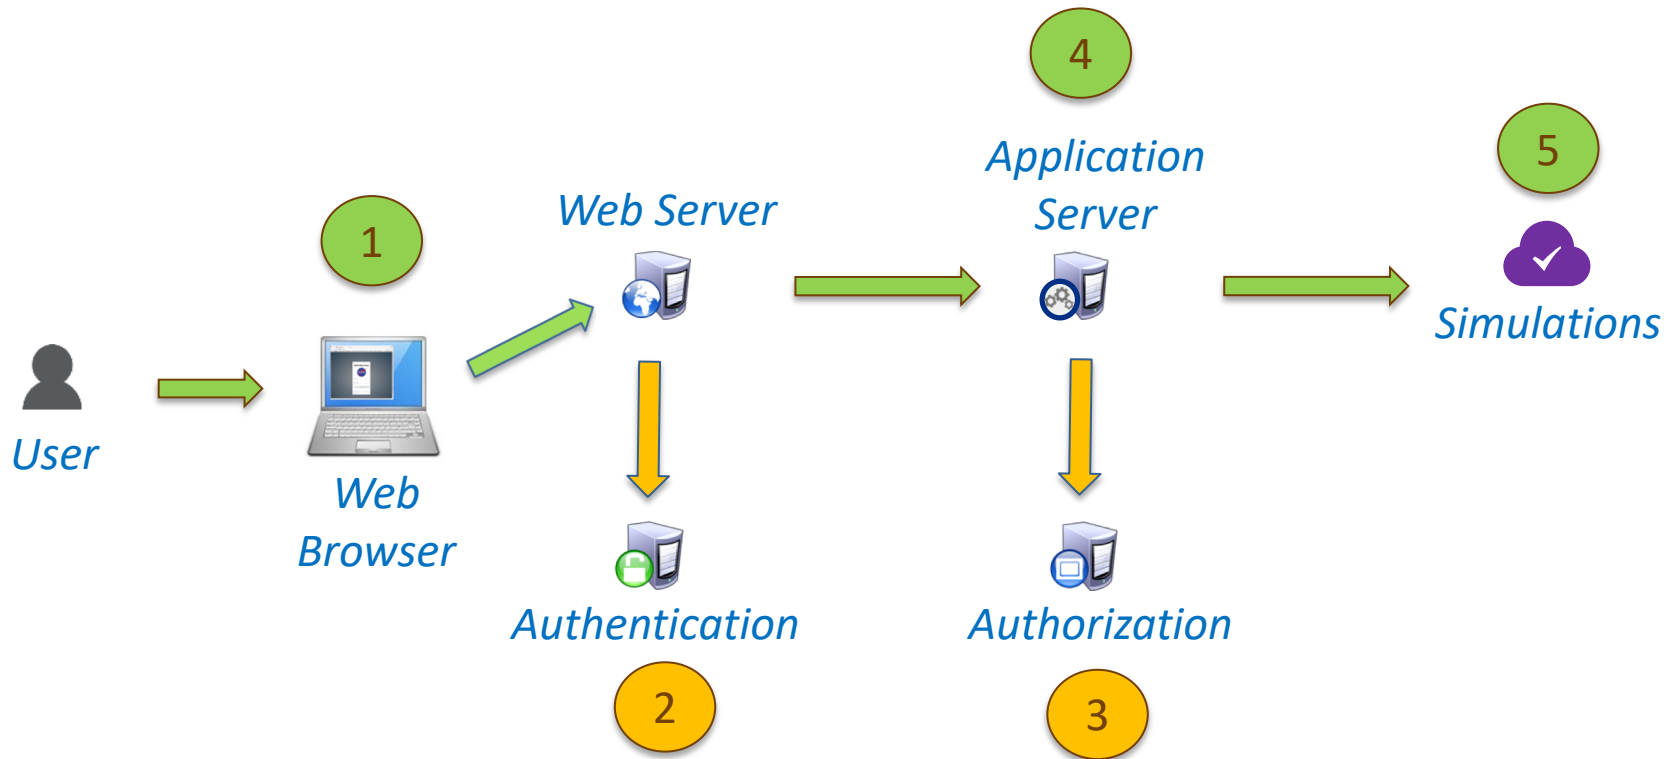 4
Application
Server
5
Web Server
1
Simulations
User
Web
Browser
Authentication
Authorization
2
3